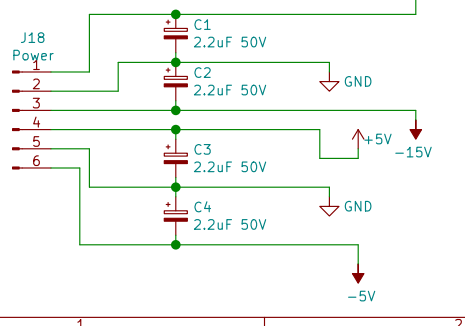 J18
Power
1
2
3
4
5
6
+
C1
2.2uF 50V
+
C2
2.2uF 50V
GND
+5V
-15V
+
C3
2.2uF 50V
+
C4
2.2uF 50V
GND
-5V
1
2